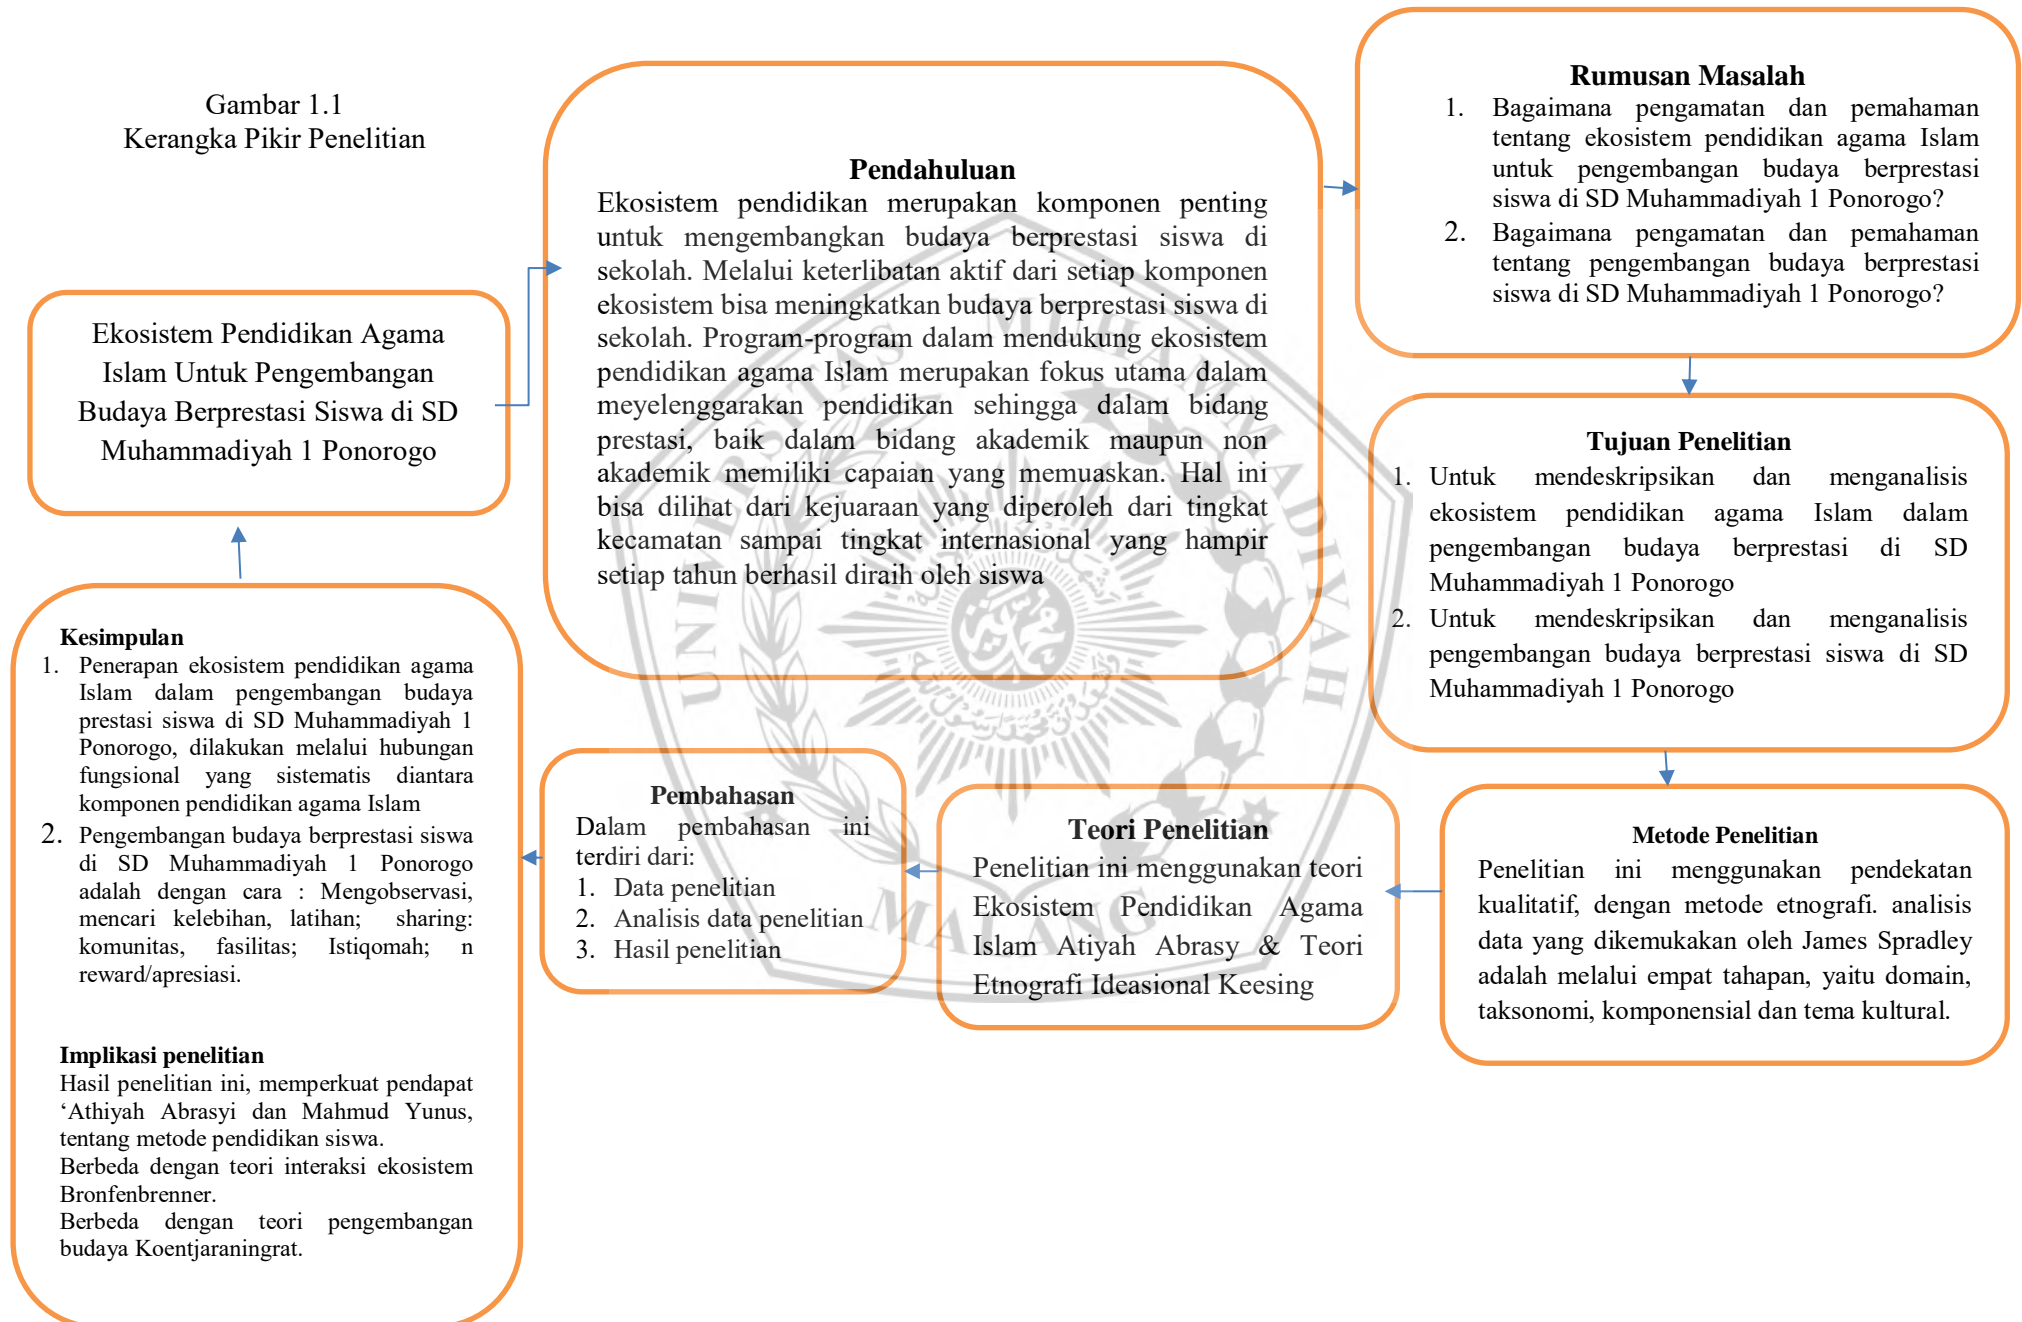 Gambar 1.1
Kerangka Pikir Penelitian
Ekosistem Pendidikan Agama
Islam Untuk Pengembangan
Budaya Berprestasi Siswa di SD
Muhammadiyah 1 Ponorogo
Pendahuluan
Ekosistem pendidikan merupakan komponen penting
untuk mengembangkan budaya berprestasi siswa di
sekolah. Melalui keterlibatan aktif dari setiap komponen
ekosistem bisa meningkatkan budaya berprestasi siswa di
sekolah. Program-program dalam mendukung ekosistem
pendidikan agama Islam merupakan fokus utama dalam
meyelenggarakan pendidikan sehingga dalam bidang
prestasi, baik dalam bidang akademik maupun non
akademik memiliki capaian yang memuaskan. Hal ini
bisa dilihat dari kejuaraan yang diperoleh dari tingkat
kecamatan sampai tingkat internasional yang hampir
setiap tahun berhasil diraih oleh siswa
Rumusan Masalah
1. Bagaimana pengamatan dan pemahaman
tentang ekosistem pendidikan agama Islam
untuk pengembangan budaya berprestasi
siswa di SD Muhammadiyah 1 Ponorogo?
2. Bagaimana pengamatan dan pemahaman
tentang pengembangan budaya berprestasi
siswa di SD Muhammadiyah 1 Ponorogo?
Tujuan Penelitian
1. Untuk mendeskripsikan dan menganalisis
ekosistem pendidikan agama Islam dalam
pengembangan budaya berprestasi di SD
Muhammadiyah 1 Ponorogo
2. Untuk mendeskripsikan dan menganalisis
pengembangan budaya berprestasi siswa di SD
Muhammadiyah 1 Ponorogo
Metode Penelitian
Penelitian ini menggunakan pendekatan
kualitatif, dengan metode etnografi. analisis
data yang dikemukakan oleh James Spradley
adalah melalui empat tahapan, yaitu domain,
taksonomi, komponensial dan tema kultural.
Teori Penelitian
Penelitian ini menggunakan teori
Ekosistem Pendidikan Agama
Islam Atiyah Abrasy & Teori
Etnografi Ideasional Keesing
Pembahasan
Dalam pembahasan ini
terdiri dari:
1. Data penelitian
2. Analisis data penelitian
3. Hasil penelitian
Kesimpulan
1. Penerapan ekosistem pendidikan agama
Islam dalam pengembangan budaya
prestasi siswa di SD Muhammadiyah 1
Ponorogo, dilakukan melalui hubungan
fungsional yang sistematis diantara
komponen pendidikan agama Islam
2. Pengembangan budaya berprestasi siswa
di SD Muhammadiyah 1 Ponorogo
adalah dengan cara : Mengobservasi,
mencari kelebihan, latihan; sharing:
komunitas, fasilitas; Istiqomah; n
reward/apresiasi.
Implikasi penelitian
Hasil penelitian ini, memperkuat pendapat
‘Athiyah Abrasyi dan Mahmud Yunus,
tentang metode pendidikan siswa.
Berbeda dengan teori interaksi ekosistem
Bronfenbrenner.
Berbeda dengan teori pengembangan
budaya Koentjaraningrat.
UNIVERSITAS MUHAMMADIYAH
MALANG